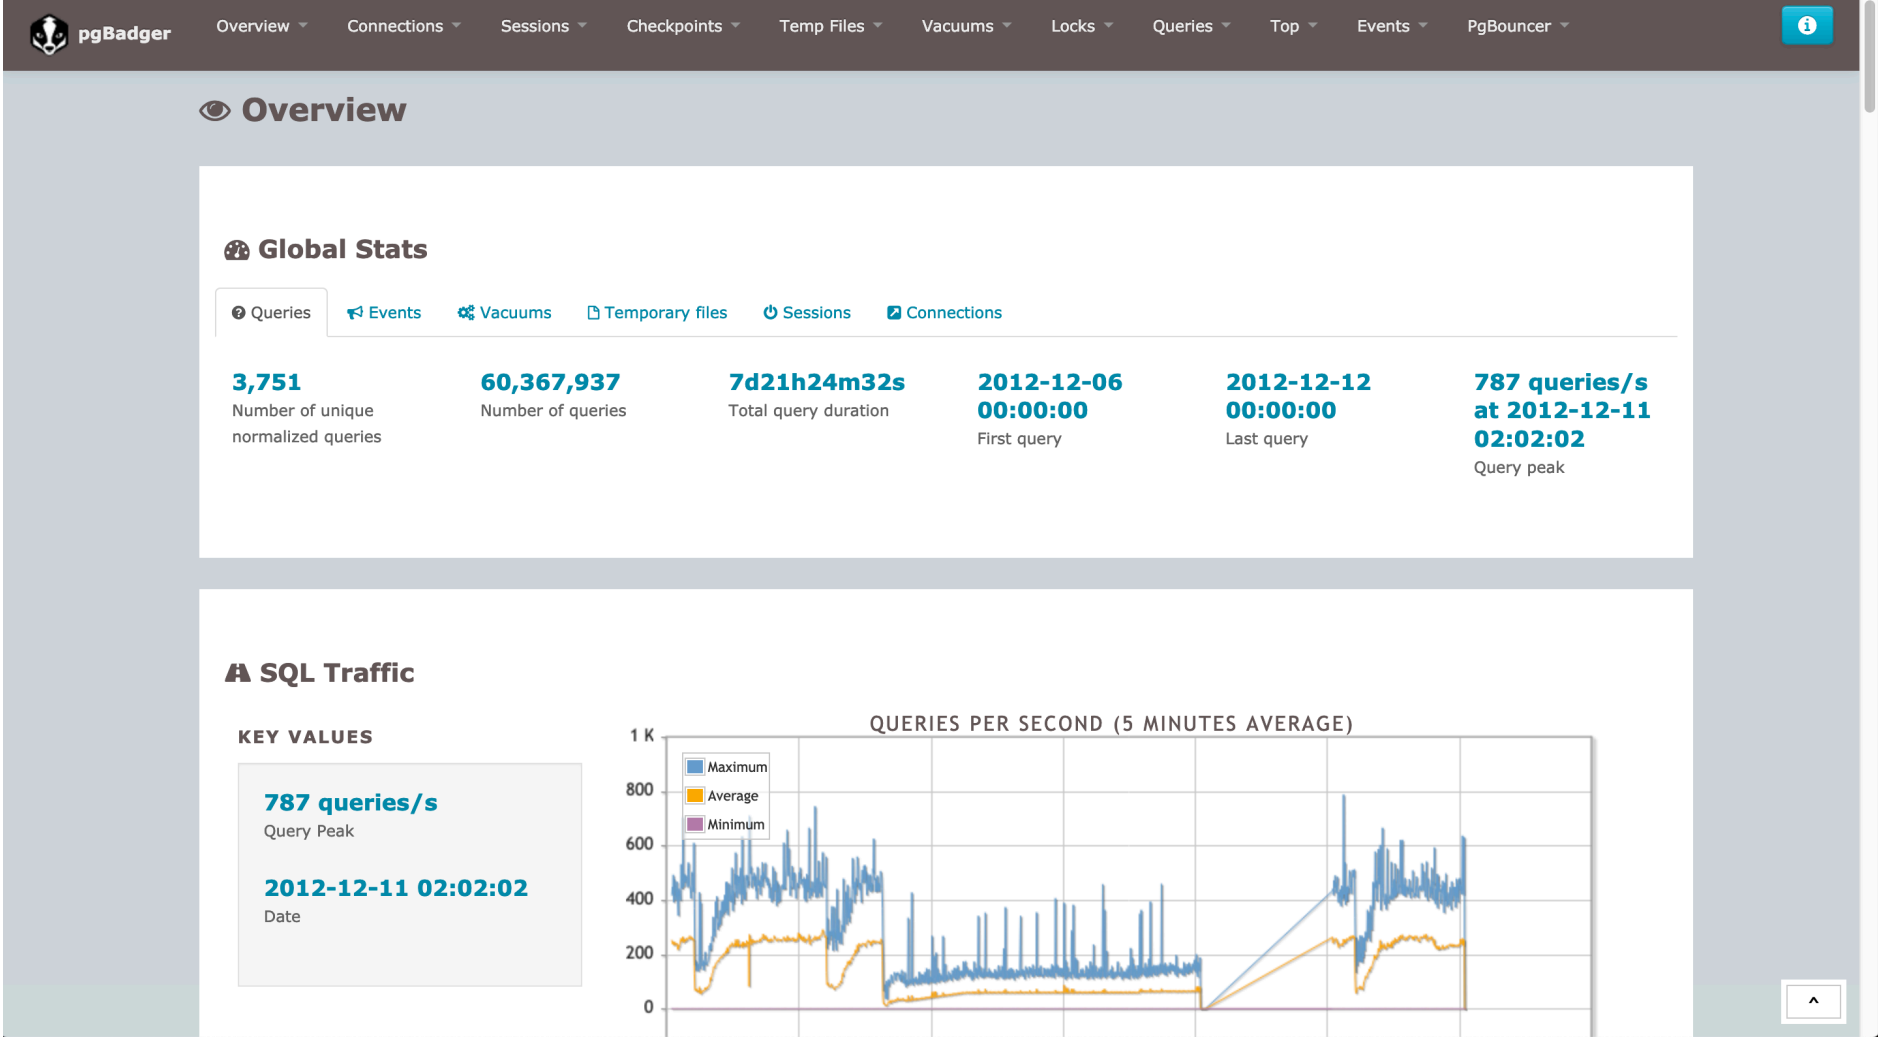 pgBadger
Overview
Connections
Sessions
Checkpoints
Temp Files
Vacuums
Locks
Queries
Top
Events
PgBouncer
Overview
Global Stats
Queries
Events
Vacuums
Temporary files
Sessions
Connections
3,751
Number of unique
normalized queries
60,367,937
Number of queries
7d21h24m32s
Total query duration
2012-12-06
00:00:00
First query
2012-12-12
00:00:00
Last query
787 queries/s
at 2012-12-11
02:02:02
Query peak
SQL Traffic
KEY VALUES
787 queries/s
Query Peak
2012-12-11 02:02:02
Date
QUERIES PER SECOND (5 MINUTES AVERAGE)
1 K
800
600
400
200
0
Maximum
Average
Minimum